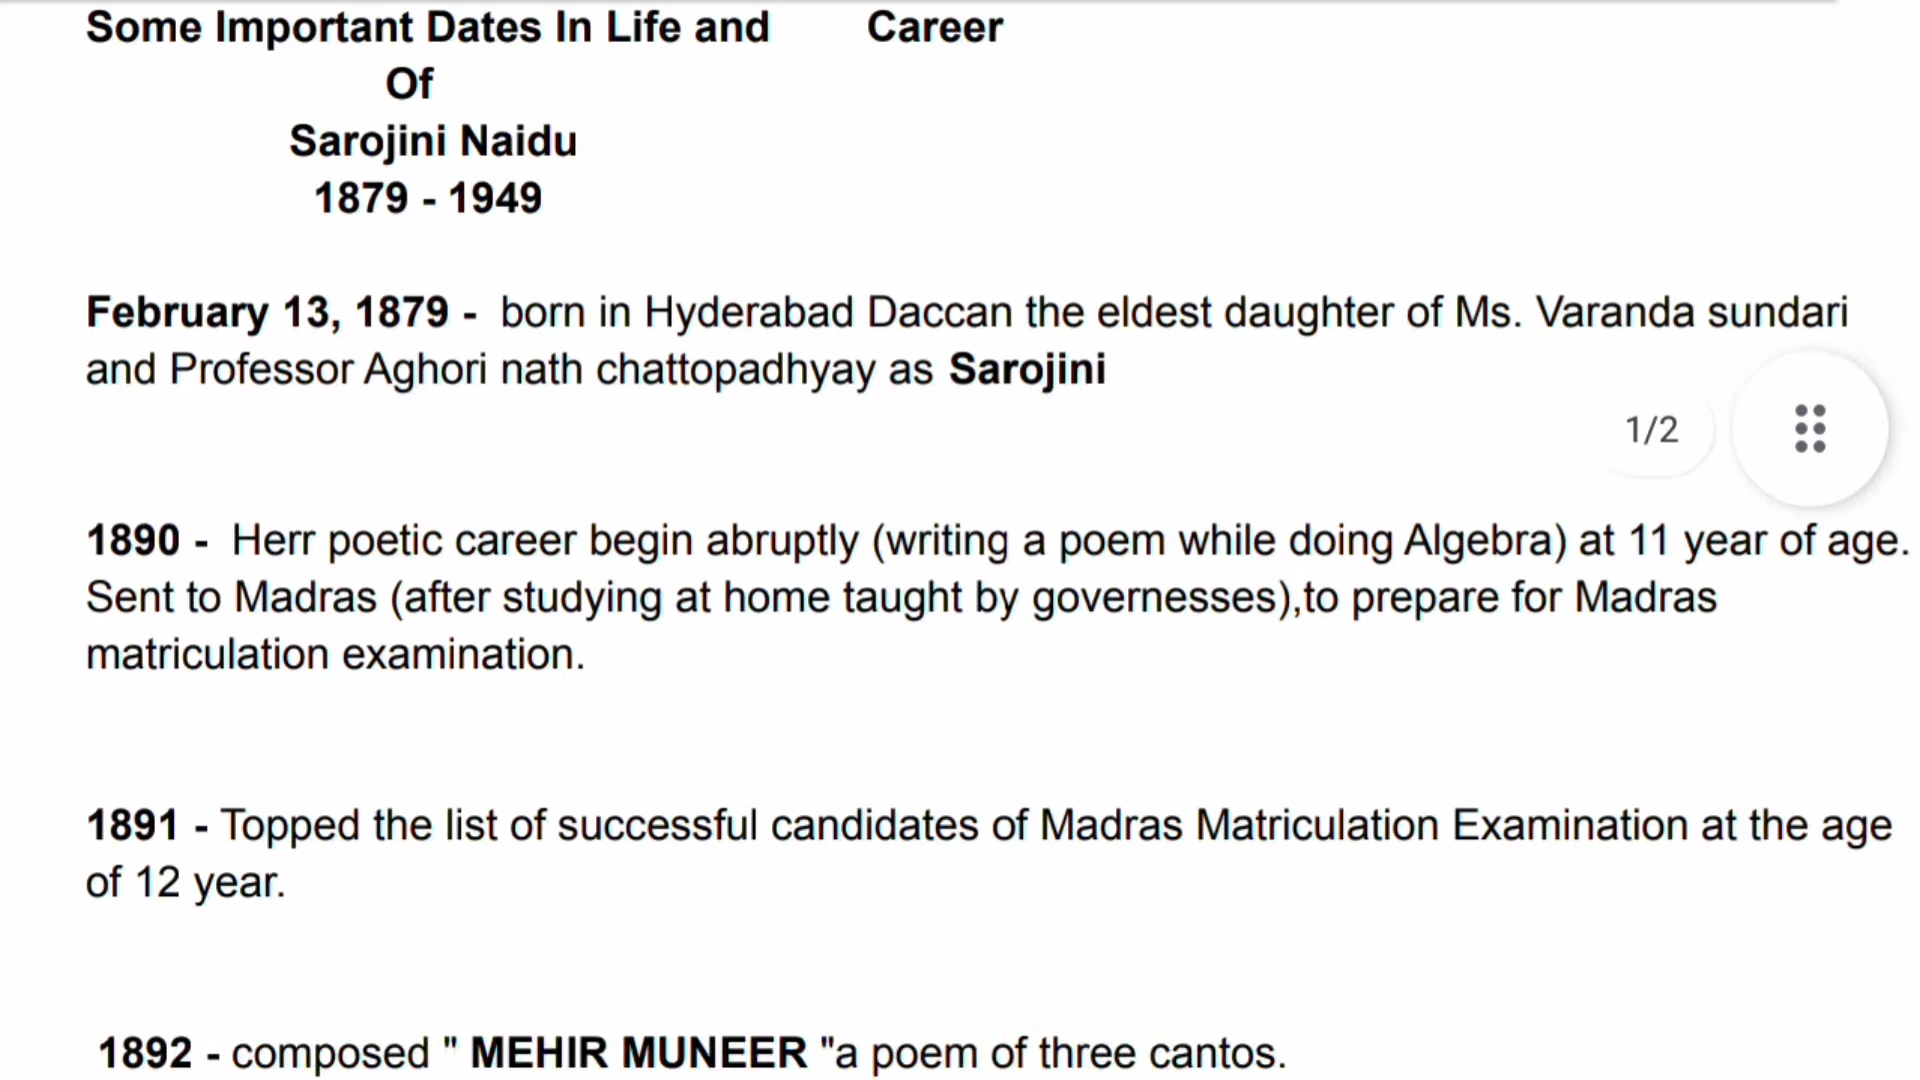 Some Important Dates In Life and Career
Of
Sarojini Naidu
1879 - 1949
February 13, 1879 - born in Hyderabad Daccan the eldest daughter of Ms. Varanda sundari
and Professor Aghori nath chattopadhyay as Sarojini
1/2
1890 - Herr poetic career begin abruptly (writing a poem while doing Algebra) at 11 year of age.
Sent to Madras (after studying at home taught by governesses),to prepare for Madras
matriculation examination.
1891 - Topped the list of successful candidates of Madras Matriculation Examination at the age
of 12 year.
1892 - composed " MEHIR MUNEER "a poem of three cantos.